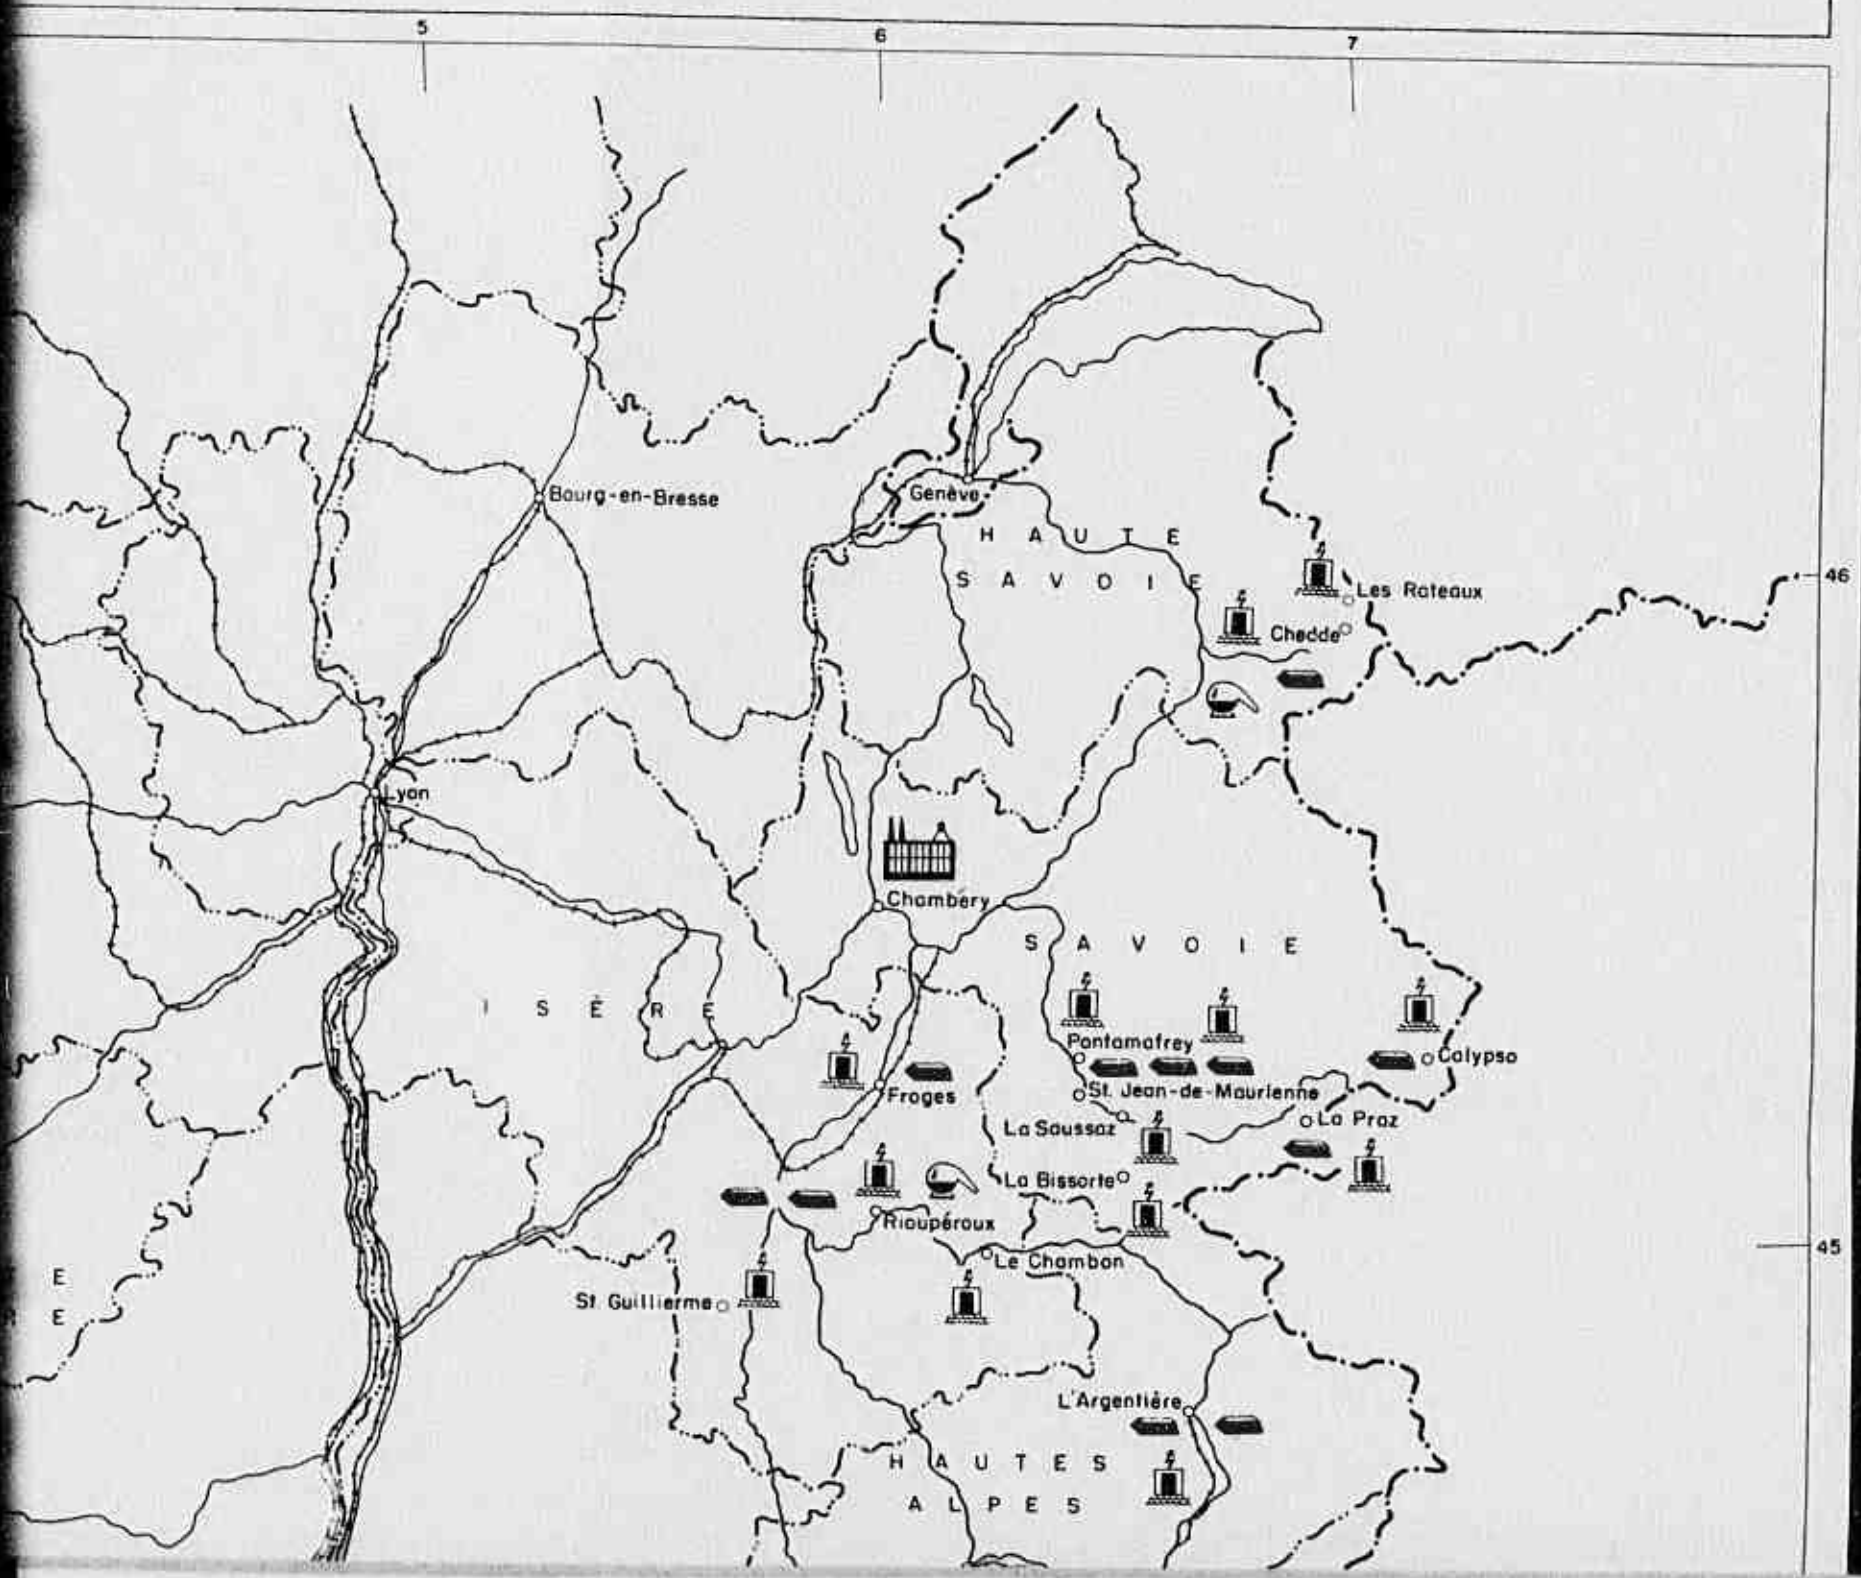 5 6 7
Bourg-en-Bresse
Genève
HAUTE
SAVOIE
46
Les Rateaux
Chedde
Lyon
Chambéry
SAVOIE
ISÈRE
Pontamafrey
Calypso
Froges
St. Jean-de-Maurienne
La Saussaz
La Praz
La Bissorte
Rioupéroux
45
Le Chambon
E
St Guillierme
E
L'Argentière
HAUTES
ALPES